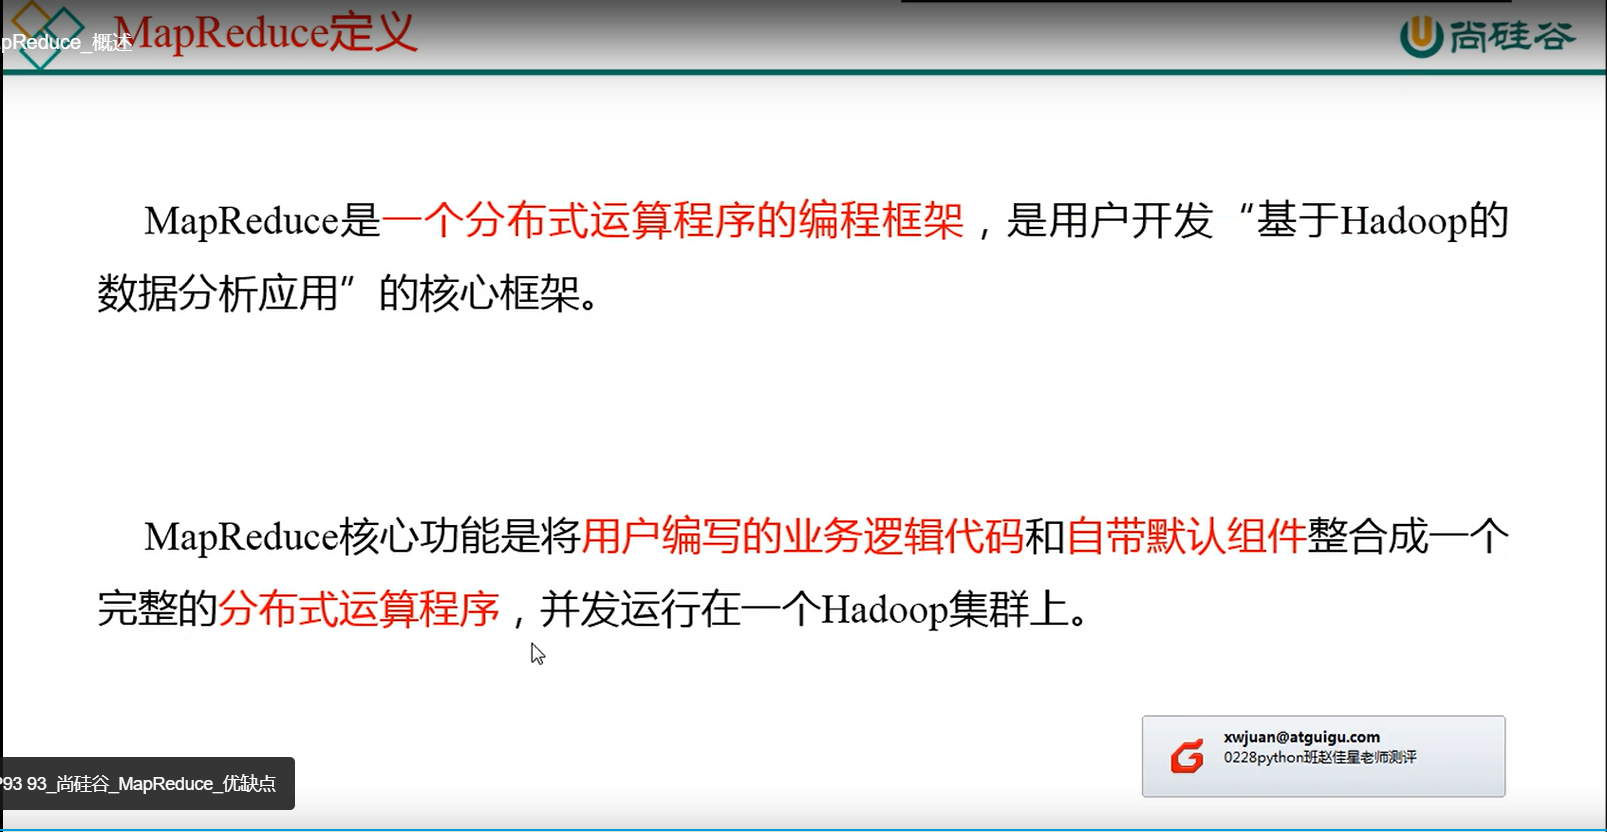 MapReduce定义
pReduce_概述
尚硅谷
MapReduce是一个分布式运算程序的编程框架，是用户开发“基于Hadoop的
数据分析应用”的核心框架。
MapReduce核心功能是将用户编写的业务逻辑代码和自带默认组件整合成一个
完整的分布式运算程序，并发运行在一个Hadoop集群上。
xwjuan@atguigu.com
0228python班赵佳星老师测评
P93 93_尚硅谷_MapReduce_优缺点